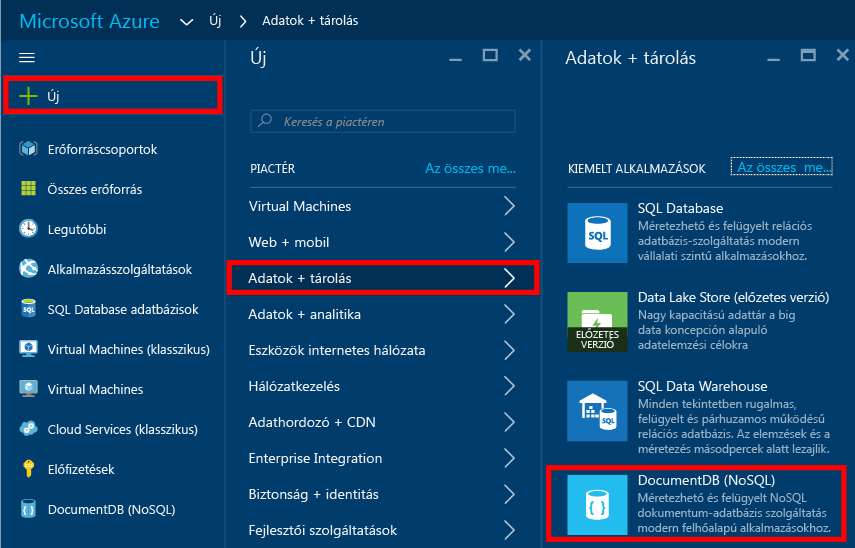 Microsoft Azure Új Adatok + tárolás
Új
Erőforráscsoportok
Összes erőforrás
Legutóbbi
Alkalmazásszolgáltatások
SQL Database adatbázisok
Virtual Machines (klasszikus)
Virtual Machines
Cloud Services (klasszikus)
Előfizetések
DocumentDB (NoSQL)
Új
Keresés a piactéren
PIACTÉR Az összes me...
Virtual Machines
Web + mobil
Adatok + tárolás
Adatok + analitika
Eszközök internetes hálózata
Hálózatkezelés
Adathordozó + CDN
Enterprise Integration
Biztonság + identitás
Fejlesztői szolgáltatások
Adatok + tárolás
KIEMELT ALKALMAZÁSOK Az összes me...
SQL
SQL Database
Méretezhető és felügyelt relációs
adatbázis-szolgáltatás modern
vállalati szintű alkalmazásokhoz.
ELŐZETES
VERZIÓ
Data Lake Store (előzetes verzió)
Nagy kapacitású adattár a big
data koncepción alapuló
adatelemzési célokra
SQL Data Warehouse
Minden tekintetben rugalmas,
felügyelt és párhuzamos működésű
relációs adatbázis. Az elemzések és a
méretezés másodpercek alatt lezajlik.
DocumentDB (NoSQL)
Méretezhető és felügyelt NoSQL
dokumentum-adatbázis szolgáltatás
modern felhőalapú alkalmazásokhoz.